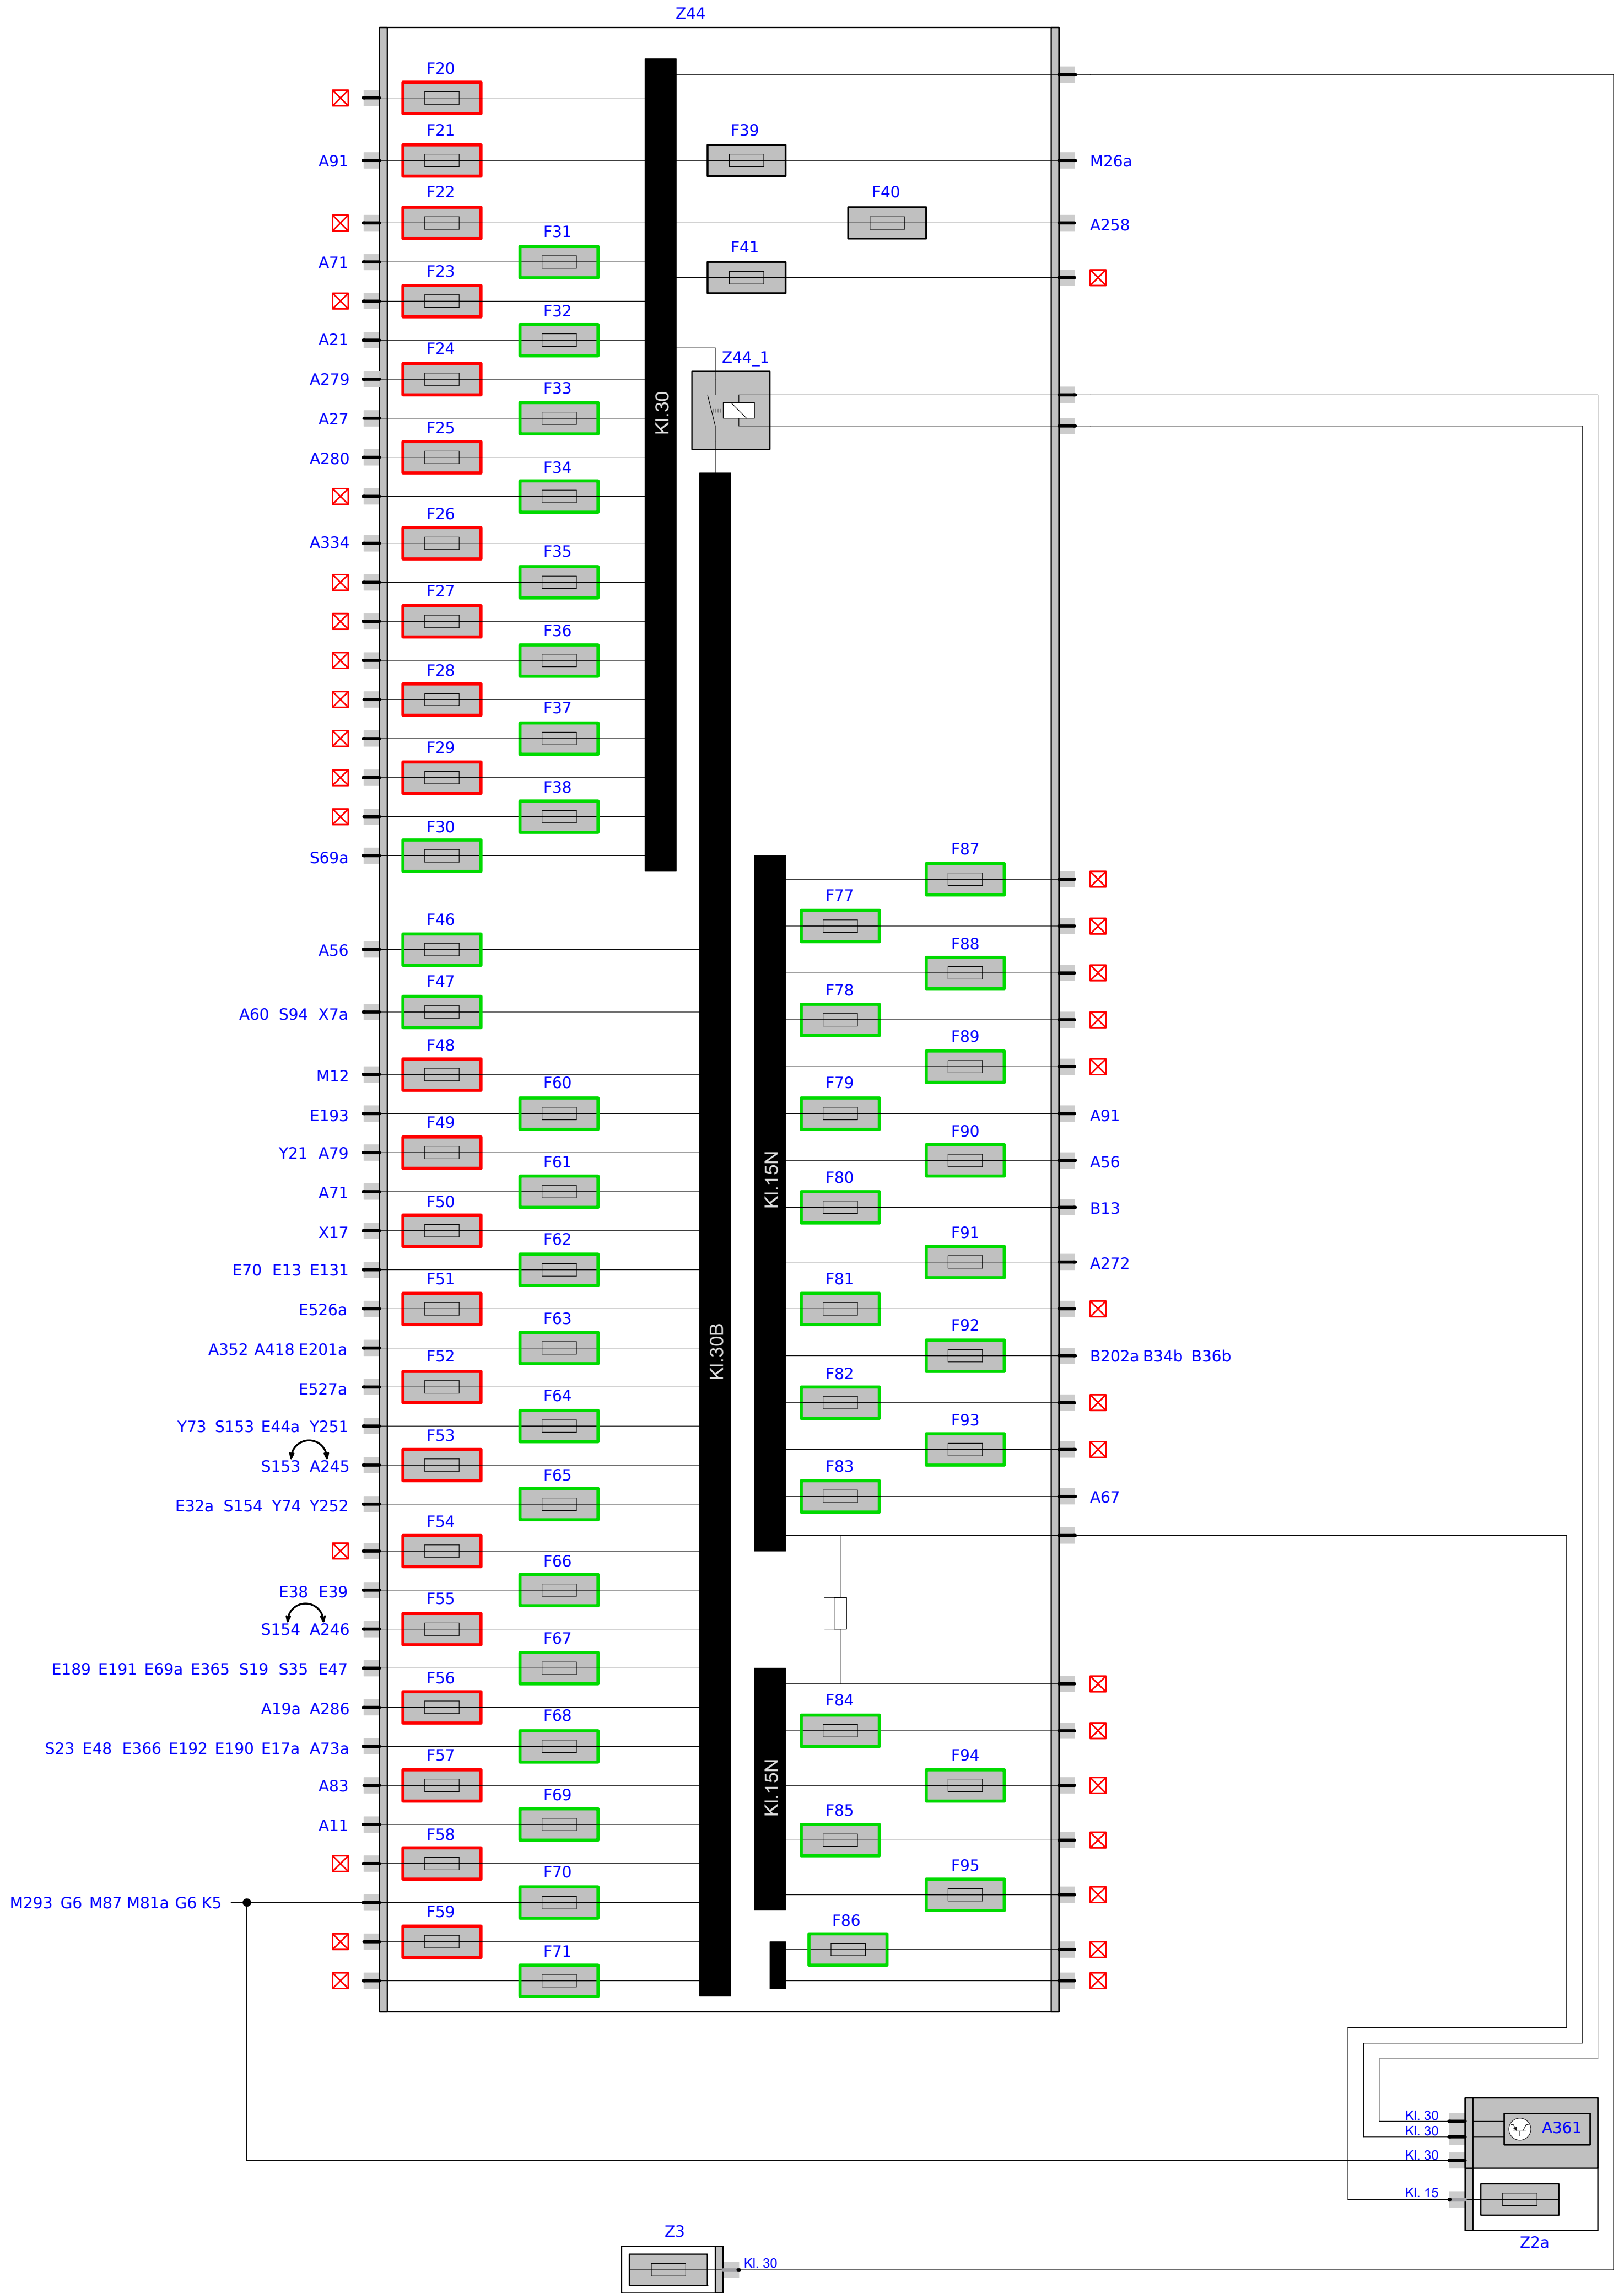 Z44
F20
F21 F39
A91 M26a
F22 F40
F31 A258
F41
A71 F23
F32
A21 F24
Z44_1
A279
F33
A27 Kl.30
F25
A280
F34
F26
A334
F35
F27
F36
F28
F37
F29
F38
F30
S69a F87
F77
F46
A56 F88
F47
F78
A60 S94 X7a
F48 F89
M12
F60 F79
E193 A91
F49 F90
Y21 A79
F61 A56
A71 Kl.15N F80
F50 B13
X17 F91
F62
E70 E13 E131 A272
F51 F81
E526a
F63 F92
A352 A418 E201a Kl.30B
F52 B202a B34b B36b
F82
E527a
F64
Y73 S153 E44a Y251 F93
F53
S153 A245 F83
F65
E32a S154 Y74 Y252 A67
F54
F66
E38 E39
F55
S154 A246
F67
E189 E191 E69a E365 S19 S35 E47
F56
A19a A286 F84
F68
S23 E48 E366 E192 E190 E17a A73a
F57 F94
A83 Kl.15N
F69 F85
A11
F58
F70 F95
M293 G6 M87 M81a G6 K5
F59 F86
F71
Kl. 30
Kl. 30 A361
Kl. 30
Kl. 15
Z3 Z2a
Kl. 30